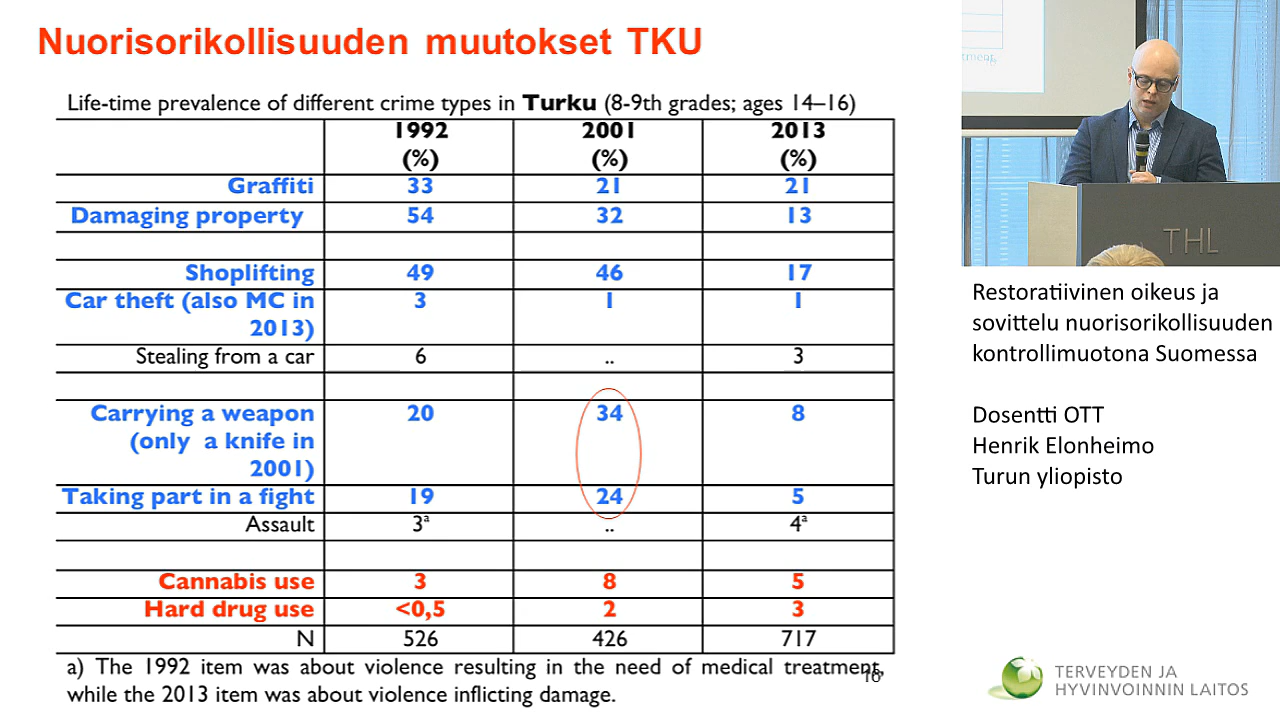 Nuorisorikollisuuden muutokset TKU
Life-time prevalence of different crime types in Turku (8-9th grades; ages 14–16)
1992 (%) 2001 (%) 2013 (%)
Graffiti 33 21 21
Damaging property 54 32 13
Shoplifting 49 46 17
Car theft (also MC in 3 1 1
2013)
Stealing from a car 6 .. 3
Carrying a weapon 20 34 8
(only a knife in
2001)
Taking part in a fight 19 24 5
Assault 3a .. 4a
Cannabis use 3 8 5
Hard drug use <0,5 2 3
N 526 426 717
a) The 1992 item was about violence resulting in the need of medical treatment,
while the 2013 item was about violence inflicting damage.
16
THL
Restoratiivinen oikeus ja
sovittelu nuorisorikollisuuden
kontrollimuotona Suomessa
Dosentti OTT
Henrik Elonheimo
Turun yliopisto
TERVEYDEN JA
HYVINVOINNIN LAITOS